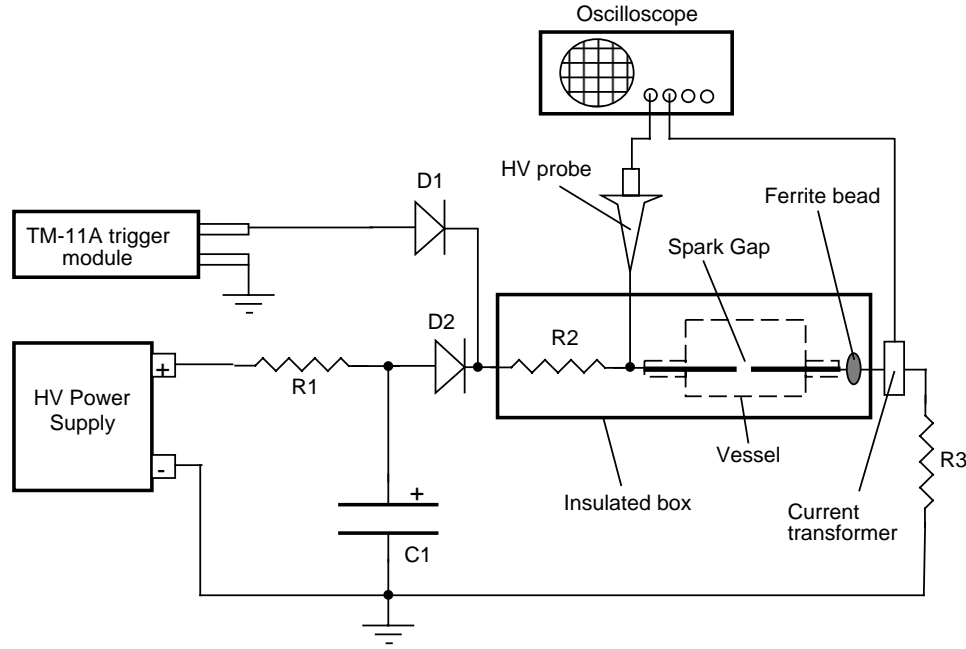 Oscilloscope
HV probe
D1
Ferrite bead
TM-11A trigger
module
Spark Gap
D2
R2
+
R1
HV Power
Supply
-
Vessel
R3
+
Insulated box
Current
transformer
C1